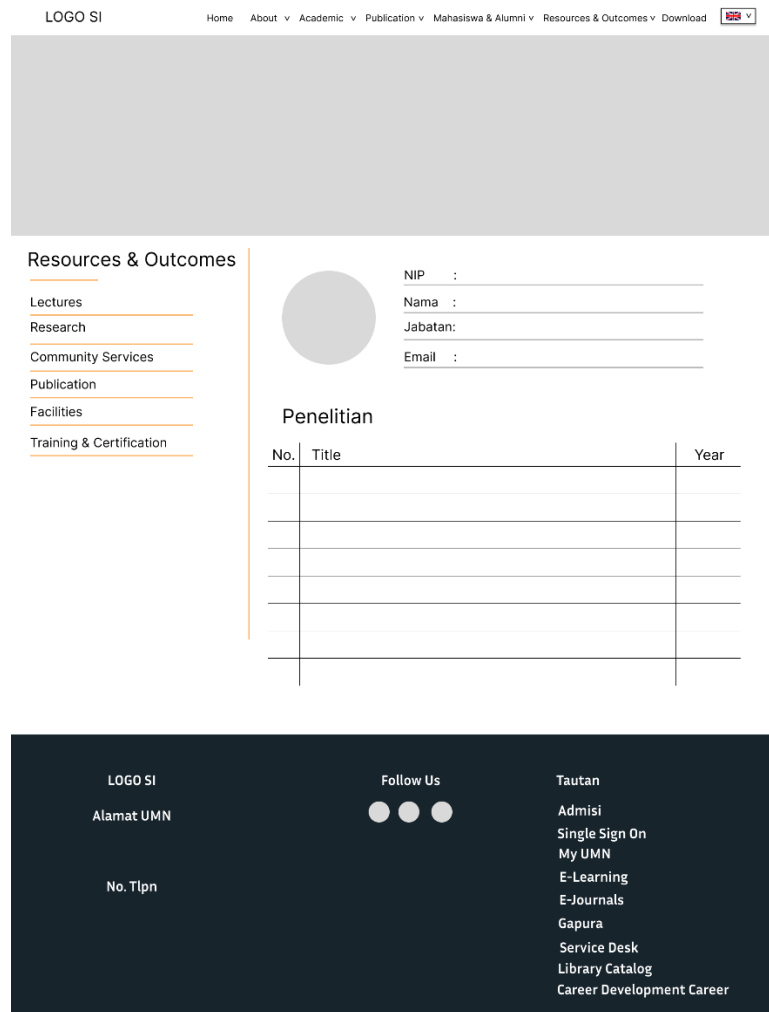 LOGO SI
Home About Academic Publication Mahasiswa & Alumni Resources & Outcomes Download
Resources & Outcomes
Lectures
Research
Community Services
Publication
Facilities
Training & Certification
NIP :
Nama :
Jabatan:
Email :
Penelitian
No. Title Year
LOGO SI
Alamat UMN
No. Tlpn
Follow Us
Tautan
Admisi
Single Sign On
My UMN
E-Learning
E-Journals
Gapura
Service Desk
Library Catalog
Career Development Career